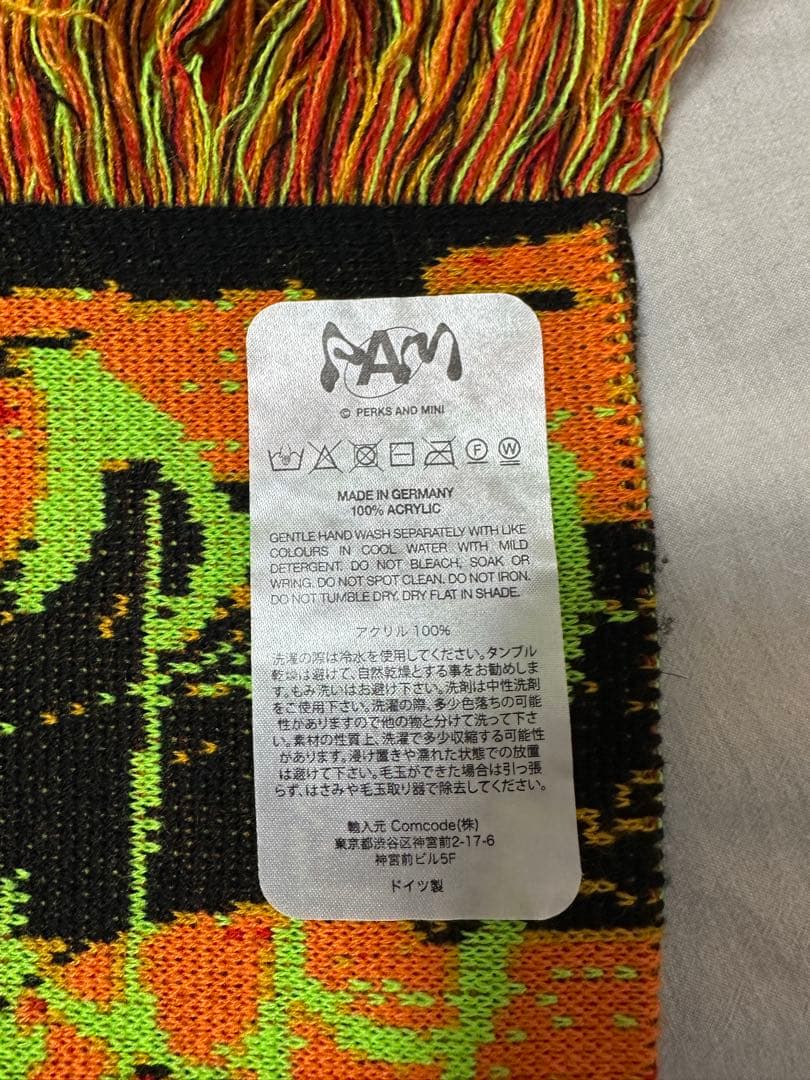 PAM
© PERKS AND MINI
F W
MADE IN GERMANY
100% ACRYLIC
GENTLE HAND WASH SEPARATELY WITH LIKE
COLOURS IN COOL WATER WITH MILD
DETERGENT. DO NOT BLEACH, SOAK OR
WRING. DO NOT SPOT CLEAN. DO NOT IRON.
DO NOT TUMBLE DRY. DRY FLAT IN SHADE.
アクリル 100%
洗濯の際は冷水を使用してください。タンブル
乾燥は避けて、自然乾燥とする事をお勧めしま
す。もみ洗いはお避け下さい。洗剤は中性洗剤
をご使用下さい。洗濯の際、多少色落ちの可能
性がありますので他の物と分けて洗って下さ
い。素材の性質上、洗濯で多少収縮する可能性
があります。浸け置きや濡れた状態での放置
は避けて下さい。毛玉ができた場合は引っ張
らず、はさみや毛玉取り器で除去してください。
輸入元 Comcode(株)
東京都渋谷区神宮前2-17-6
神宮前ビル5F
ドイツ製